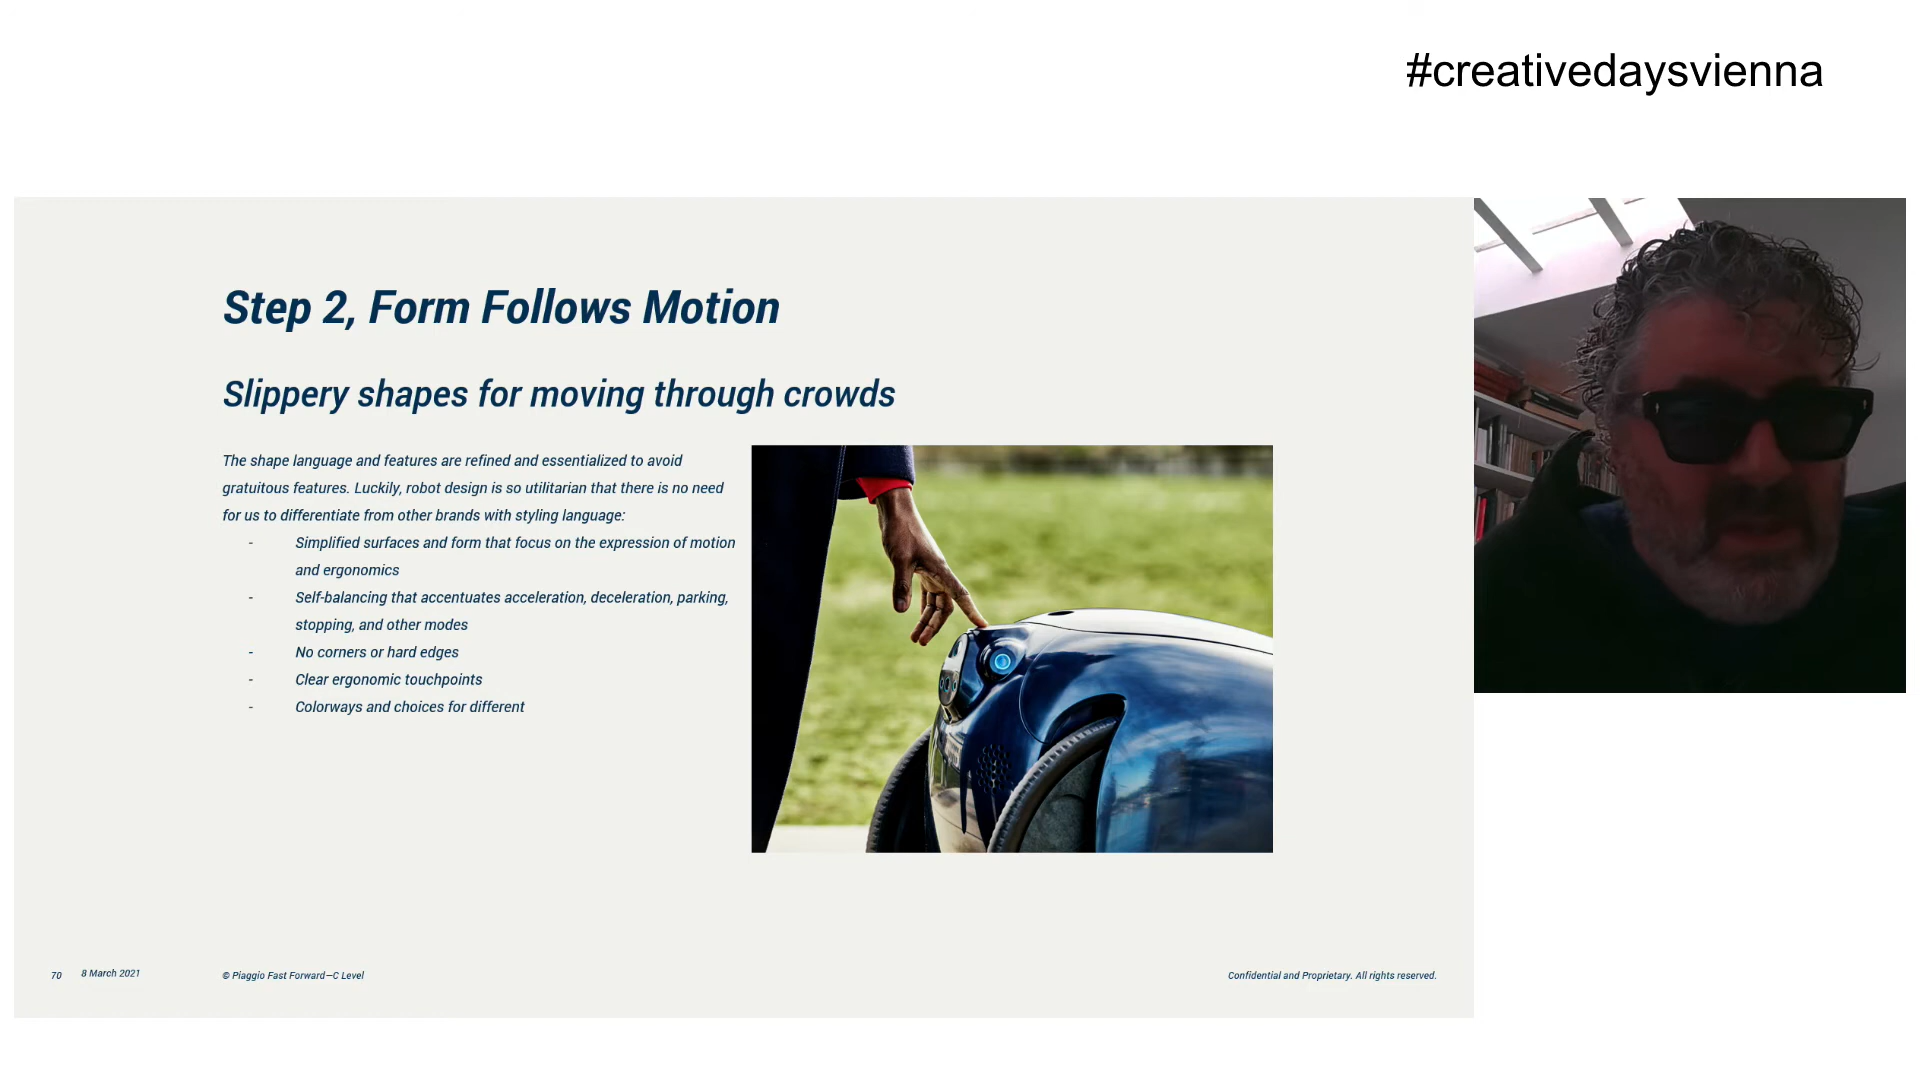 #creativedaysvienna
Step 2, Form Follows Motion
Slippery shapes for moving through crowds
The shape language and features are refined and essentialized to avoid
gratuitous features. Luckily, robot design is so utilitarian that there is no need
for us to differentiate from other brands with styling language:
- Simplified surfaces and form that focus on the expression of motion
and ergonomics
- Self-balancing that accentuates acceleration, deceleration, parking,
stopping, and other modes
- No corners or hard edges
- Clear ergonomic touchpoints
- Colorways and choices for different
70 8 March 2021 © Piaggio Fast Forward—C Level Confidential and Proprietary. All rights reserved.